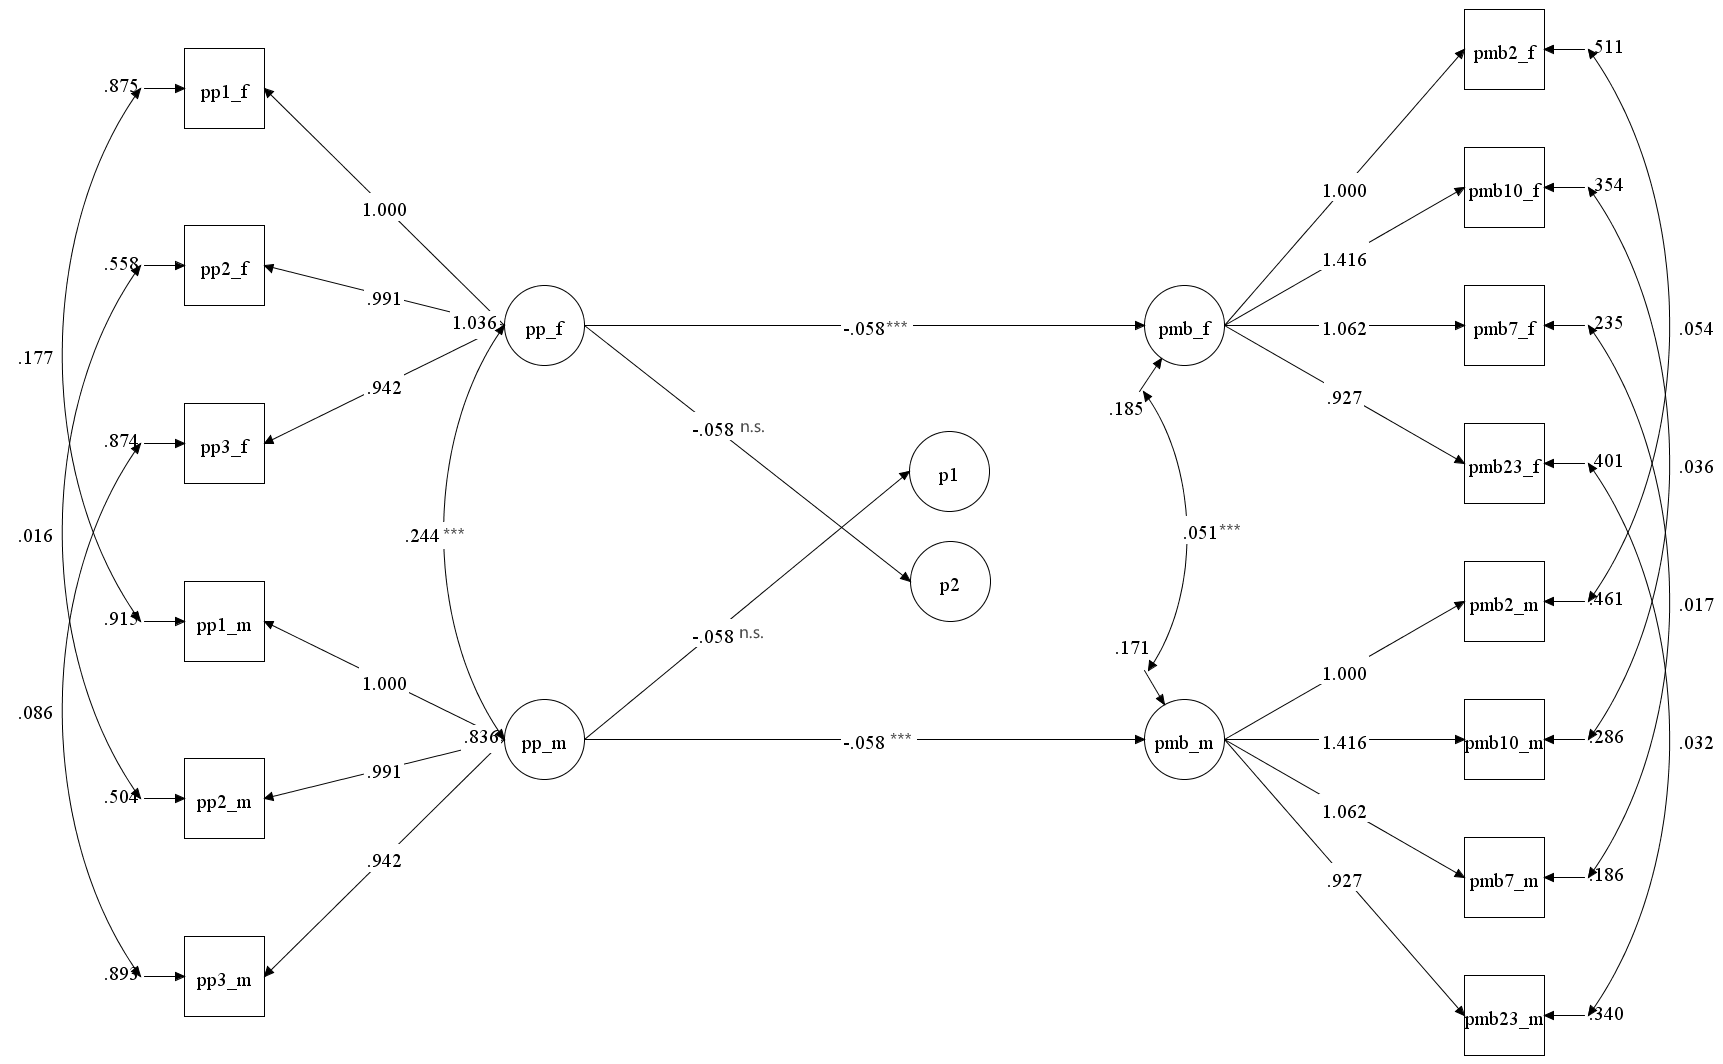 pmb2_f
.511
.875
pp1_f
pmb10_f
.354
1.000
1.000
.558
pp2_f
1.416
.991
1.036
pp_f
-.058***
pmb_f
1.062
pmb7_f
.235
.054
.177
.942
.927
.185
-.058 n.s.
.874
pp3_f
pmb23_f
.401
.036
p1
.016
.244 ***
.051***
p2
pmb2_m
.461
.017
.915
pp1_m
-.058 n.s.
.171
1.000
1.000
.086
.836
pp_m
-.058 ***
pmb_m
1.416
pmb10_m
.286
.032
.991
.504
pp2_m
1.062
.942
.927
pmb7_m
.186
.893
pp3_m
pmb23_m
.340